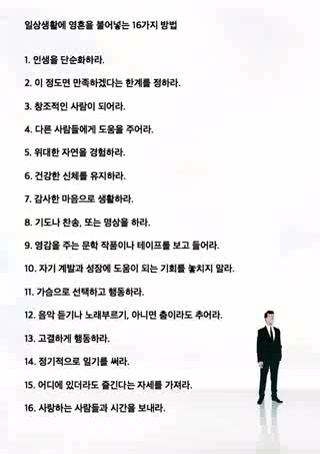 일상생활에 영혼을 불어넣는 16가지 방법
1. 인생을 단순화하라.
2. 이 정도면 만족하겠다는 한계를 정하라.
3. 창조적인 사람이 되어라.
4. 다른 사람들에게 도움을 주어라.
5. 위대한 자연을 경험하라.
6. 건강한 신체를 유지하라.
7. 감사한 마음으로 생활하라.
8. 기도나 찬송, 또는 명상을 하라.
9. 영감을 주는 문학 작품이나 테이프를 보고 들어라.
10. 자기 계발과 성장에 도움이 되는 기회를 놓치지 말라.
11. 가슴으로 선택하고 행동하라.
12. 음악 듣기나 노래부르기, 아니면 춤이라도 추어라.
13. 고결하게 행동하라.
14. 정기적으로 일기를 써라.
15. 어디에 있더라도 즐긴다는 자세를 가져라.
16. 사랑하는 사람들과 시간을 보내라.